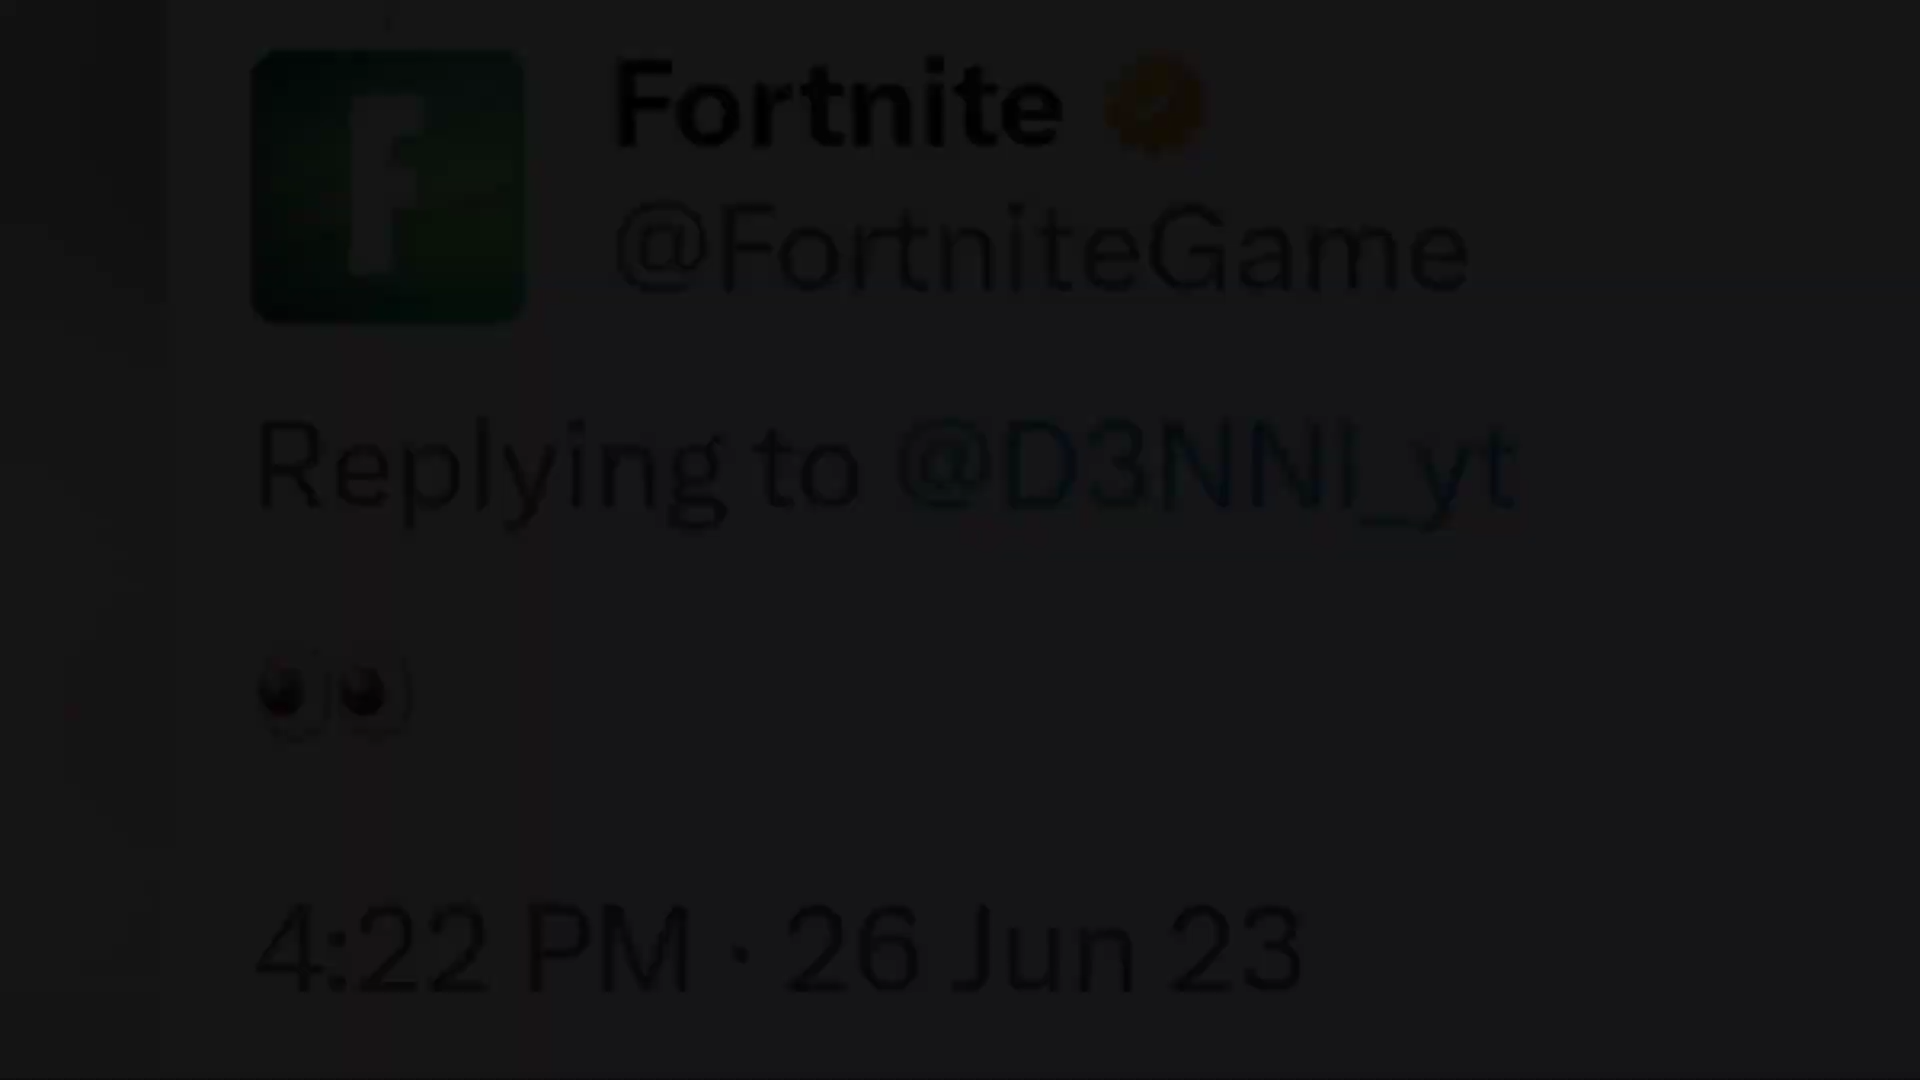 F
Fortnite
@FortniteGame
Replying to @D3NNI_yt
👀
4:22 PM · 26 Jun 23